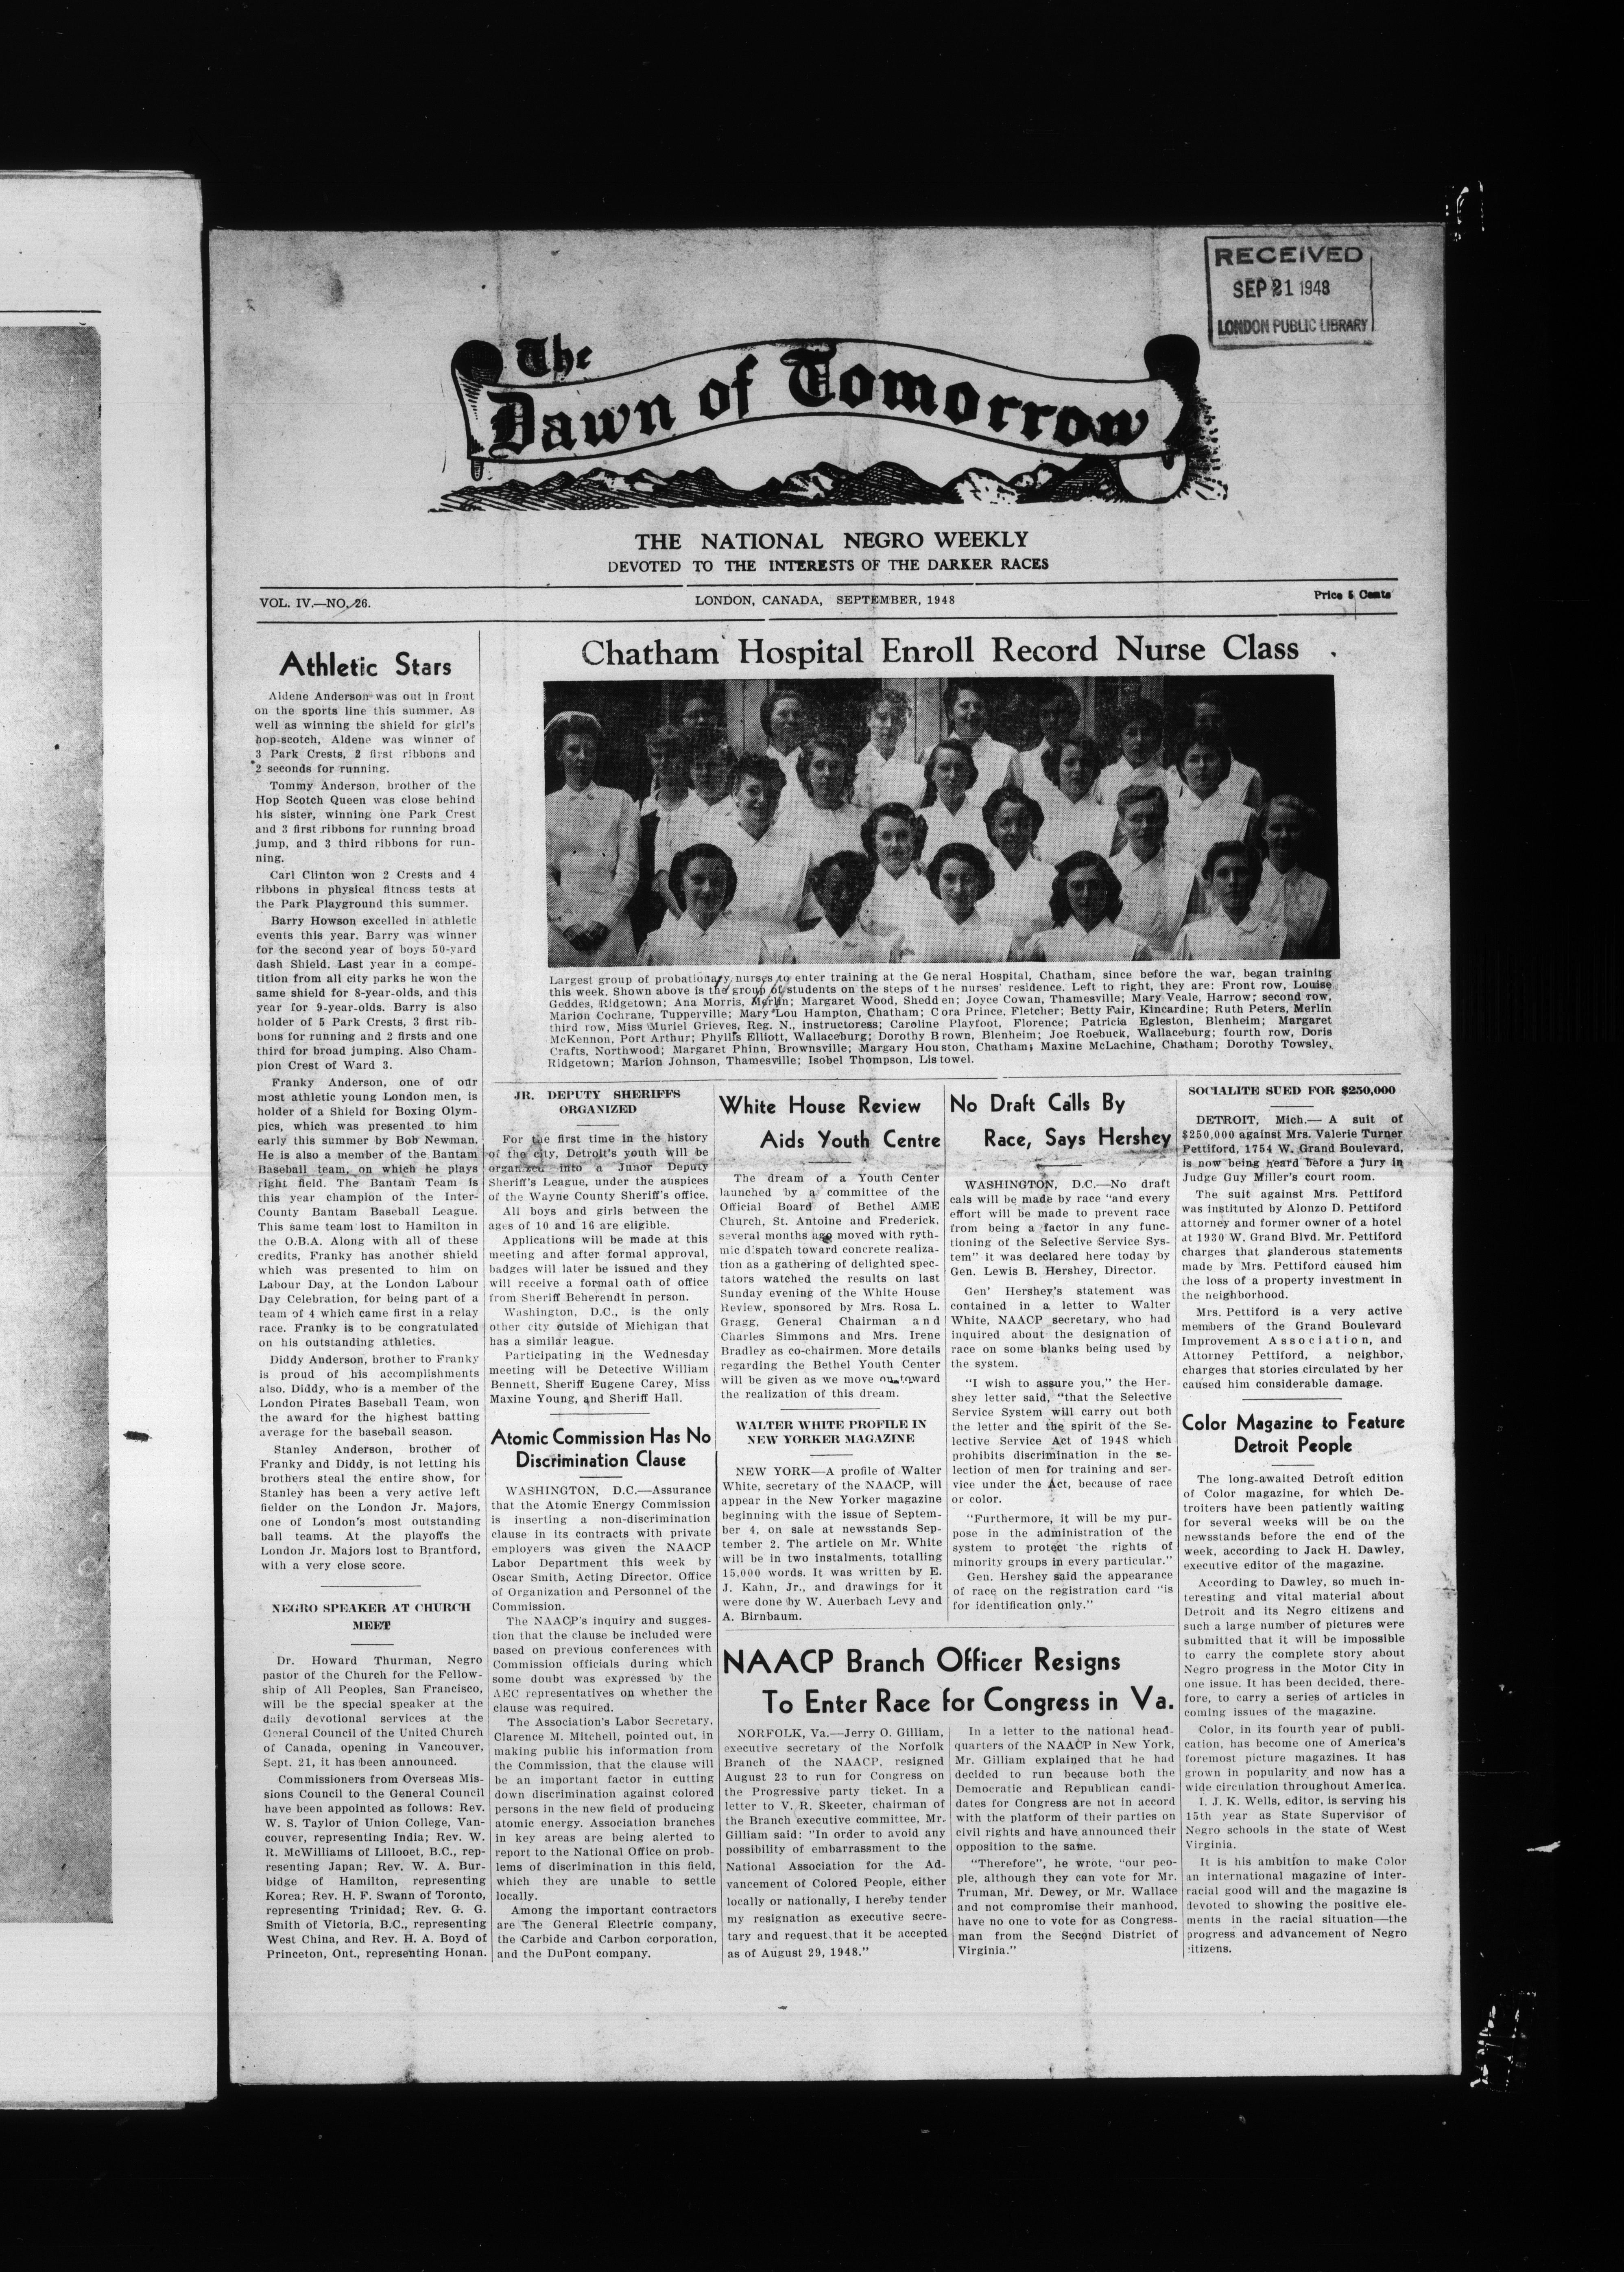 RECEIVED
SEP 21 1948
LONDON PUBLIC LIBRARY
The
Dawn of Tomorrow
THE NATIONAL NEGRO WEEKLY
DEVOTED TO THE INTERESTS OF THE DARKER RACES
VOL. IV.—NO. 26.
LONDON, CANADA, SEPTEMBER, 1948
Price 5 Cents
Athletic Stars
Aldene Anderson was out in front
on the sports line this summer. As
well as winning the shield for girl's
hop-scotch, Aldene was winner of
3 Park Crests, 2 first ribbons and
2 seconds for running.
Tommy Anderson, brother of the
Hop Scotch Queen was close behind
his sister, winning one Park Crest
and 3 first ribbons for running broad
jump, and 3 third ribbons for run-
ning.
Carl Clinton won 2 Crests and 4
ribbons in physical fitness tests at
the Park Playground this summer.
Barry Howson excelled in athletic
events this year. Barry was winner
for the second year of boys 50-yard
dash Shield. Last year in a compe-
tition from all city parks he won the
same shield for 8-year-olds, and this
year for 9-year-olds. Barry is also
holder of 5 Park Crests, 3 first rib-
bons for running and 2 firsts and one
third for broad jumping. Also Cham-
pion Crest of Ward 3.
Franky Anderson, one of our
most athletic young London men, is
holder of a Shield for Boxing Olym-
pics, which was presented to him
early this summer by Bob Newman.
He is also a member of the Bantam
Baseball team, on which he plays
right field. The Bantam Team is
this year champion of the Inter-
County Bantam Baseball League.
This same team lost to Hamilton in
the O.B.A. Along with all of these
credits, Franky has another shield
which was presented to him on
Labour Day, at the London Labour
Day Celebration, for being part of a
team of 4 which came first in a relay
race. Franky is to be congratulated
on his outstanding athletics.
Diddy Anderson, brother to Franky
is proud of his accomplishments
also. Diddy, who is a member of the
London Pirates Baseball Team, won
the award for the highest batting
average for the baseball season.
Stanley Anderson, brother of
Franky and Diddy, is not letting his
brothers steal the entire show, for
Stanley has been a very active left
fielder on the London Jr. Majors,
one of London's most outstanding
ball teams. At the playoffs the
London Jr. Majors lost to Brantford,
with a very close score.
NEGRO SPEAKER AT CHURCH
MEET
Dr. Howard Thurman, Negro
pastor of the Church for the Fellow-
ship of All Peoples, San Francisco,
will be the special speaker at the
daily devotional services at the
General Council of the United Church
of Canada, opening in Vancouver,
Sept. 21, it has been announced.
Commissioners from Overseas Mis-
sions Council to the General Council
have been appointed as follows: Rev.
W. S. Taylor of Union College, Van-
couver, representing India; Rev. W.
R. McWilliams of Lillooet, B.C., rep-
resenting Japan; Rev. W. A. Bur-
bidge of Hamilton, representing
Korea; Rev. H. F. Swann of Toronto,
representing Trinidad; Rev. G. G.
Smith of Victoria, B.C., representing
West China, and Rev. H. A. Boyd of
Princeton, Ont., representing Honan.
Chatham Hospital Enroll Record Nurse Class
Largest group of probationary nurses to enter training at the General Hospital, Chatham, since before the war, began training
this week. Shown above is the group of students on the steps of the nurses' residence. Left to right, they are: Front row, Louise
Geddes, Ridgetown; Ana Morris, Merlin; Margaret Wood, Shedden; Joyce Cowan, Thamesville; Mary Veale, Harrow; second row,
Marion Cochrane, Tupperville; Mary Lou Hampton, Chatham; Cora Prince, Fletcher; Betty Fair, Kincardine; Ruth Peters, Merlin
third row, Miss Muriel Grieves, Reg. N., instructoress; Caroline Playfoot, Florence; Patricia Egleston, Blenheim; Margaret
McKennon, Port Arthur; Phyllis Elliott, Wallaceburg; Dorothy Brown, Blenheim; Joe Roebuck, Wallaceburg; fourth row, Doris
Crafts, Northwood; Margaret Phinn, Brownsville; Margary Houston, Chatham; Maxine McLachine, Chatham; Dorothy Towsley,
Ridgetown; Marion Johnson, Thamesville; Isobel Thompson, Listowel.
JR. DEPUTY SHERIFFS
ORGANIZED
For the first time in the history
of the city, Detroit's youth will be
organized into a Junor Deputy
Sheriff's League, under the auspices
of the Wayne County Sheriff's office.
All boys and girls between the
ages of 10 and 16 are eligible.
Applications will be made at this
meeting and after formal approval,
badges will later be issued and they
will receive a formal oath of office
from Sheriff Beherendt in person.
Washington, D.C., is the only
other city outside of Michigan that
has a similar league.
Participating in the Wednesday
meeting will be Detective William
Bennett, Sheriff Eugene Carey, Miss
Maxine Young, and Sheriff Hall.
Atomic Commission Has No
Discrimination Clause
WASHINGTON, D.C.—Assurance
that the Atomic Energy Commission
is inserting a non-discrimination
clause in its contracts with private
employers was given the NAACP
Labor Department this week by
Oscar Smith, Acting Director, Office
of Organization and Personnel of the
Commission.
The NAACP's inquiry and sugges-
tion that the clause be included were
based on previous conferences with
Commission officials during which
some doubt was expressed by the
AEC representatives on whether the
clause was required.
The Association's Labor Secretary,
Clarence M. Mitchell, pointed out, in
making public his information from
the Commission, that the clause will
be an important factor in cutting
down discrimination against colored
persons in the new field of producing
atomic energy. Association branches
in key areas are being alerted to
report to the National Office on prob-
lems of discrimination in this field,
which they are unable to settle
locally.
Among the important contractors
are The General Electric company,
the Carbide and Carbon corporation,
and the DuPont company.
White House Review
Aids Youth Centre
The dream of a Youth Center
launched by a committee of the
Official Board of Bethel AME
Church, St. Antoine and Frederick,
several months ago moved with ryth-
mic dispatch toward concrete realiza-
tion as a gathering of delighted spec-
tators watched the results on last
Sunday evening of the White House
Review, sponsored by Mrs. Rosa L.
Gragg, General Chairman and
Charles Simmons and Mrs. Irene
Bradley as co-chairmen. More details
regarding the Bethel Youth Center
will be given as we move on toward
the realization of this dream.
WALTER WHITE PROFILE IN
NEW YORKER MAGAZINE
NEW YORK—A profile of Walter
White, secretary of the NAACP, will
appear in the New Yorker magazine
beginning with the issue of Septem-
ber 4, on sale at newsstands Sep-
tember 2. The article on Mr. White
will be in two instalments, totalling
15,000 words. It was written by E.
J. Kahn, Jr., and drawings for it
were done by W. Auerbach Levy and
A. Birnbaum.
No Draft Calls By
Race, Says Hershey
WASHINGTON, D.C.—No draft
cals will be made by race "and every
effort will be made to prevent race
from being a factor in any func-
tioning of the Selective Service Sys-
tem" it was declared here today by
Gen. Lewis B. Hershey, Director.
Gen' Hershey's statement was
contained in a letter to Walter
White, NAACP secretary, who had
inquired about the designation of
race on some blanks being used by
the system.
"I wish to assure you," the Her-
shey letter said, "that the Selective
Service System will carry out both
the letter and the spirit of the Se-
lective Service Act of 1948 which
prohibits discrimination in the se-
lection of men for training and ser-
vice under the Act, because of race
or color.
"Furthermore, it will be my pur-
pose in the administration of the
system to protect the rights of
minority groups in every particular."
Gen. Hershey said the appearance
of race on the registration card "is
for identification only."
NAACP Branch Officer Resigns
To Enter Race for Congress in Va.
NORFOLK, Va.—Jerry O. Gilliam,
executive secretary of the Norfolk
Branch of the NAACP, resigned
August 23 to run for Congress on
the Progressive party ticket. In a
letter to V. R. Skeeter, chairman of
the Branch executive committee, Mr.
Gilliam said: "In order to avoid any
possibility of embarrassment to the
National Association for the Ad-
vancement of Colored People, either
locally or nationally, I hereby tender
my resignation as executive secre-
tary and request that it be accepted
as of August 29, 1948."
In a letter to the national head-
quarters of the NAACP in New York,
Mr. Gilliam explained that he had
decided to run because both the
Democratic and Republican candi-
dates for Congress are not in accord
with the platform of their parties on
civil rights and have announced their
opposition to the same.
"Therefore", he wrote, "our peo-
ple, although they can vote for Mr.
Truman, Mr. Dewey, or Mr. Wallace
and not compromise their manhood,
have no one to vote for as Congress-
man from the Second District of
Virginia."
SOCIALITE SUED FOR $250,000
DETROIT, Mich.— A suit of
$250,000 against Mrs. Valerie Turner
Pettiford, 1754 W. Grand Boulevard,
is now being heard before a jury in
Judge Guy Miller's court room.
The suit against Mrs. Pettiford
was instituted by Alonzo D. Pettiford
attorney and former owner of a hotel
at 1930 W. Grand Blvd. Mr. Pettiford
charges that slanderous statements
made by Mrs. Pettiford caused him
the loss of a property investment in
the neighborhood.
Mrs. Pettiford is a very active
members of the Grand Boulevard
Improvement Association, and
Attorney Pettiford, a neighbor,
charges that stories circulated by her
caused him considerable damage.
Color Magazine to Feature
Detroit People
The long-awaited Detroit edition
of Color magazine, for which De-
troiters have been patiently waiting
for several weeks will be on the
newsstands before the end of the
week, according to Jack H. Dawley,
executive editor of the magazine.
According to Dawley, so much in-
teresting and vital material about
Detroit and its Negro citizens and
such a large number of pictures were
submitted that it will be impossible
to carry the complete story about
Negro progress in the Motor City in
one issue. It has been decided, there-
fore, to carry a series of articles in
coming issues of the magazine.
Color, in its fourth year of publi-
cation, has become one of America's
foremost picture magazines. It has
grown in popularity and now has a
wide circulation throughout America.
I. J. K. Wells, editor, is serving his
15th year as State Supervisor of
Negro schools in the state of West
Virginia.
It is his ambition to make Color
an international magazine of inter-
racial good will and the magazine is
devoted to showing the positive ele-
ments in the racial situation—the
progress and advancement of Negro
citizens.